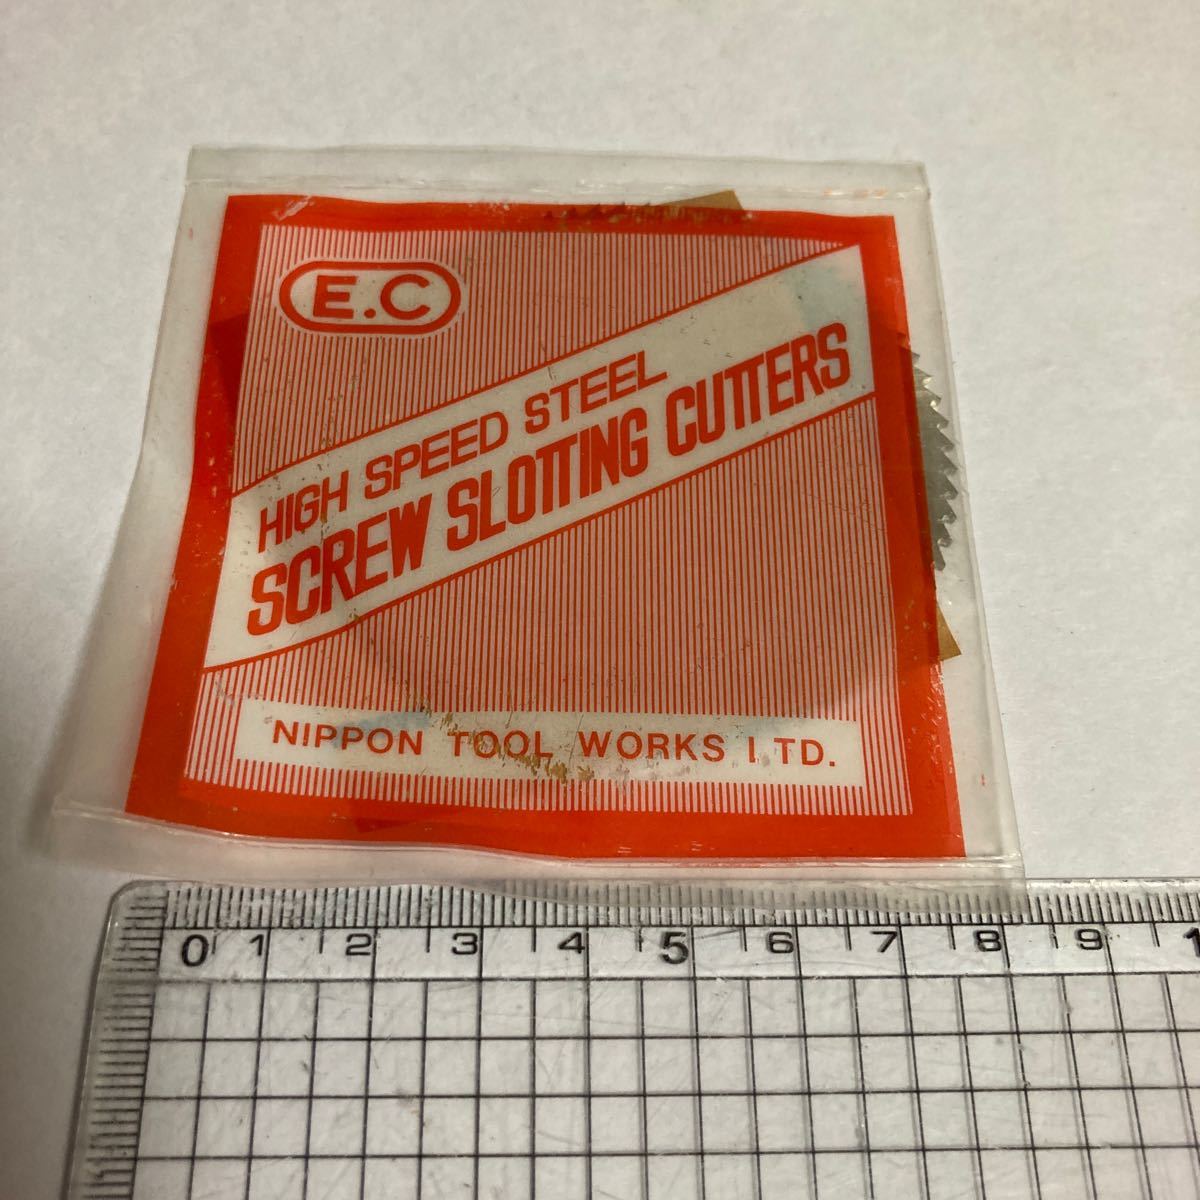 E.C
HIGH SPEED STEEL
SCREW SLOTTING CUTTERS
NIPPON TOOL WORKS LTD.
0 1 2 3 4 5 6 7 8 9 1